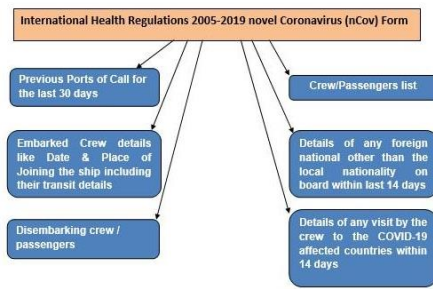 International Health Regulations 2005-2019 novel Coronavirus (nCov) Form
Previous Ports of Call for
the last 30 days
Embarked Crew details
like Date & Place of
Joining the ship including
their transit details
Disembarking crew /
passengers
Crew/Passengers list
Details of any foreign
national other than the
local nationality on
board within last 14 days
Details of any visit by the
crew to the COVID-19
affected countries within
14 days